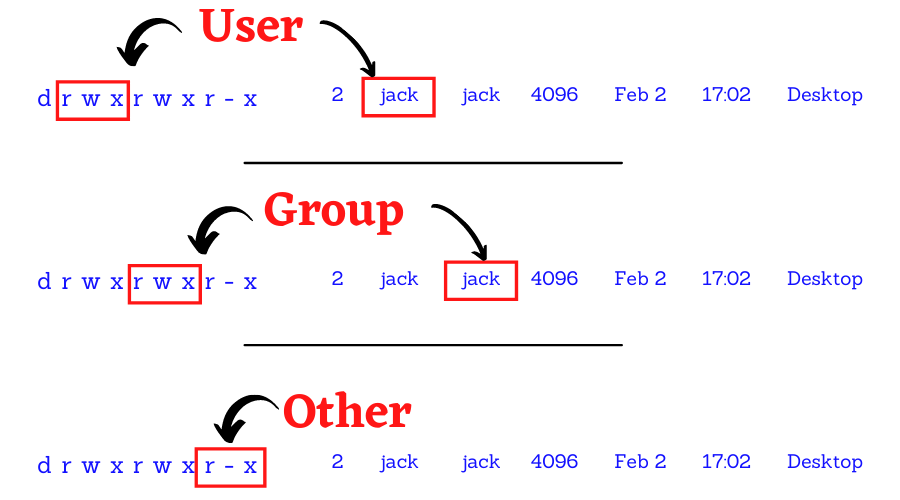 User
d r w x r w x r - x 2 jack jack 4096 Feb 2 17:02 Desktop
Group
d r w x r w x r - x 2 jack jack 4096 Feb 2 17:02 Desktop
Other
d r w x r w x r - x 2 jack jack 4096 Feb 2 17:02 Desktop